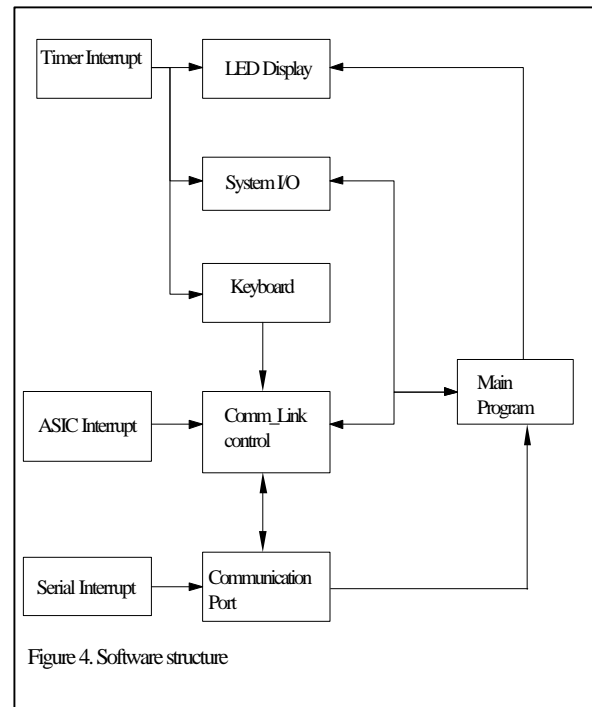 Timer Interrupt
LED Display
System I/O
Keyboard
Main
Program
ASIC Interrupt
Comm_Link
control
Serial Interrupt
Communication
Port
Figure 4. Software structure